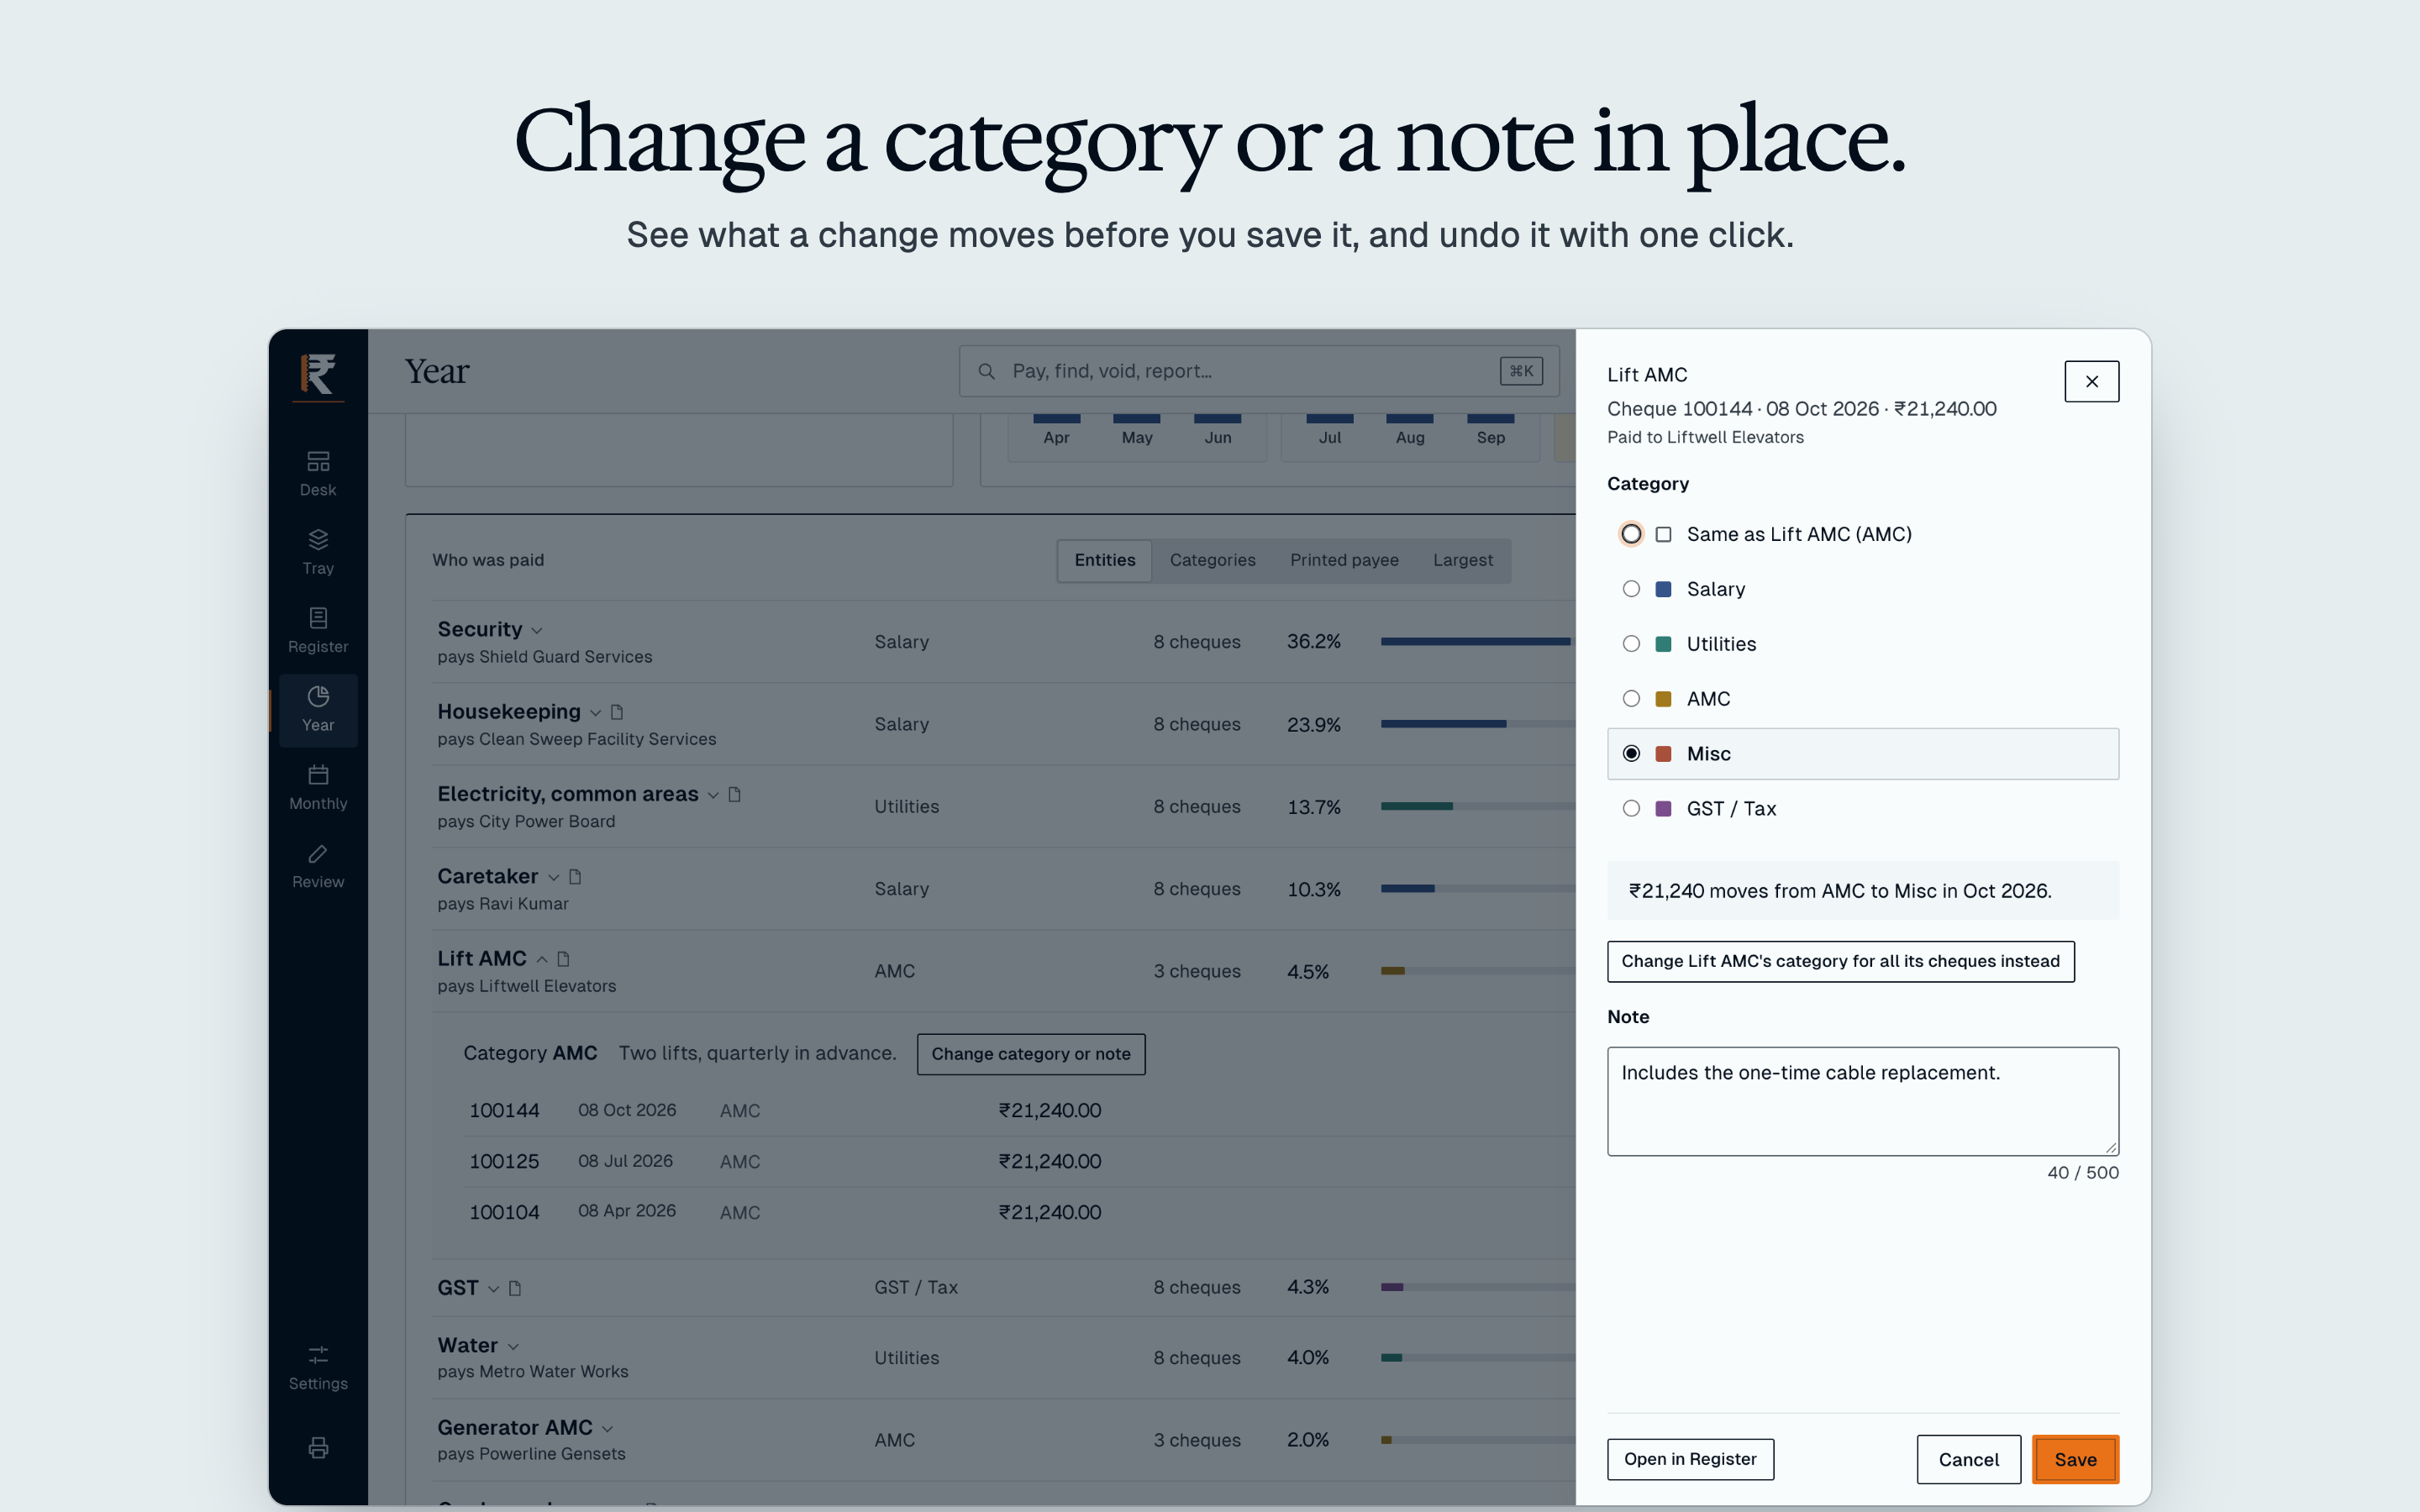 Change a category or a note in place.
See what a change moves before you save it, and undo it with one click.
Year
Pay, find, void, report...
⌘K
Desk
Tray
Register
Year
Monthly
Review
Settings
Apr May Jun Jul Aug Sep
Who was paid
Entities Categories Printed payee Largest
Security Salary 8 cheques 36.2%
pays Shield Guard Services
Housekeeping Salary 8 cheques 23.9%
pays Clean Sweep Facility Services
Electricity, common areas Utilities 8 cheques 13.7%
pays City Power Board
Caretaker Salary 8 cheques 10.3%
pays Ravi Kumar
Lift AMC AMC 3 cheques 4.5%
pays Liftwell Elevators
Category AMC Two lifts, quarterly in advance. Change category or note
100144 08 Oct 2026 AMC ₹21,240.00
100125 08 Jul 2026 AMC ₹21,240.00
100104 08 Apr 2026 AMC ₹21,240.00
GST GST / Tax 8 cheques 4.3%
Water Utilities 8 cheques 4.0%
pays Metro Water Works
Generator AMC AMC 3 cheques 2.0%
pays Powerline Gensets
Lift AMC
Cheque 100144 · 08 Oct 2026 · ₹21,240.00
Paid to Liftwell Elevators
Category
Same as Lift AMC (AMC)
Salary
Utilities
AMC
Misc
GST / Tax
₹21,240 moves from AMC to Misc in Oct 2026.
Change Lift AMC's category for all its cheques instead
Note
Includes the one-time cable replacement.
40 / 500
Open in Register Cancel Save